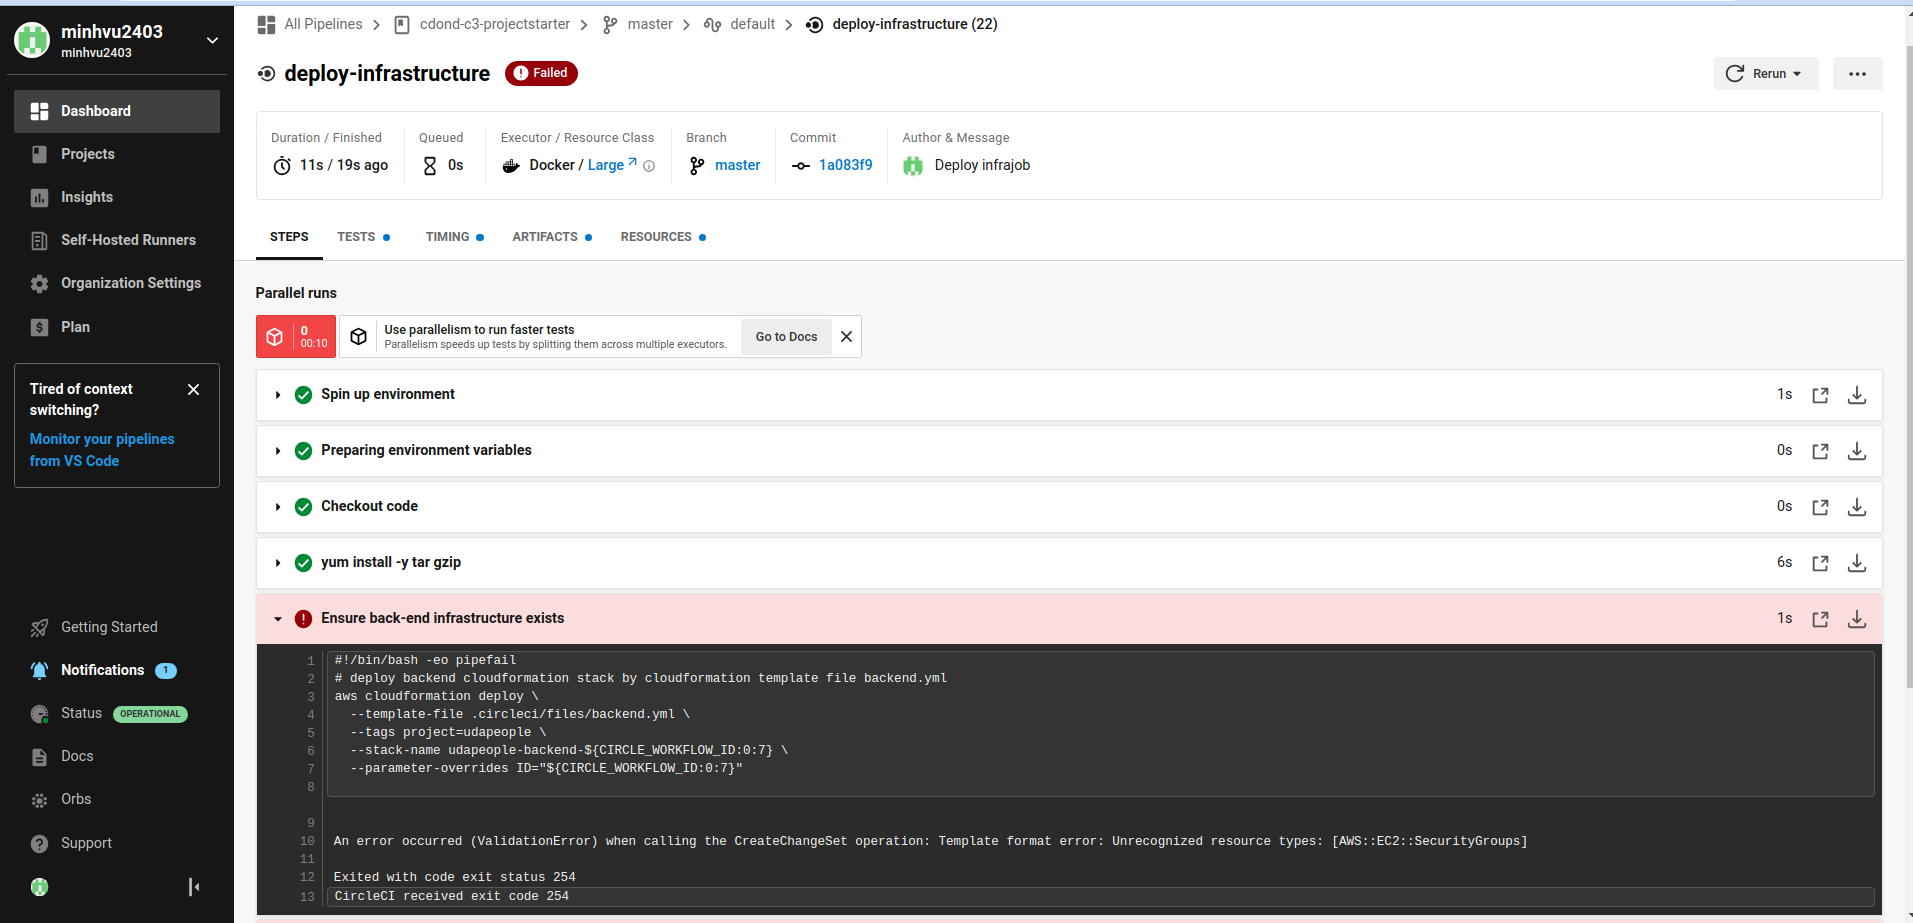 minhvu2403
minhvu2403
Dashboard
Projects
Insights
Self-Hosted Runners
Organization Settings
Plan
Tired of context
switching?
Monitor your pipelines
from VS Code
Getting Started
Notifications 1
Status OPERATIONAL
Docs
Orbs
Support
All Pipelines cdond-c3-projectstarter master default deploy-infrastructure (22)
deploy-infrastructure Failed
Rerun
Duration / Finished Queued Executor / Resource Class Branch Commit Author & Message
11s / 19s ago 0s Docker / Large master 1a083f9 Deploy infrajob
STEPS TESTS TIMING ARTIFACTS RESOURCES
Parallel runs
0
00:10
Use parallelism to run faster tests
Parallelism speeds up tests by splitting them across multiple executors.
Go to Docs
Spin up environment 1s
Preparing environment variables 0s
Checkout code 0s
yum install -y tar gzip 6s
Ensure back-end infrastructure exists 1s
1 #!/bin/bash -eo pipefail
2 # deploy backend cloudformation stack by cloudformation template file backend.yml
3 aws cloudformation deploy \
4 --template-file .circleci/files/backend.yml \
5 --tags project=udapeople \
6 --stack-name udapeople-backend-${CIRCLE_WORKFLOW_ID:0:7} \
7 --parameter-overrides ID="${CIRCLE_WORKFLOW_ID:0:7}"
8
9
10 An error occurred (ValidationError) when calling the CreateChangeSet operation: Template format error: Unrecognized resource types: [AWS::EC2::SecurityGroups]
11
12 Exited with code exit status 254
13 CircleCI received exit code 254